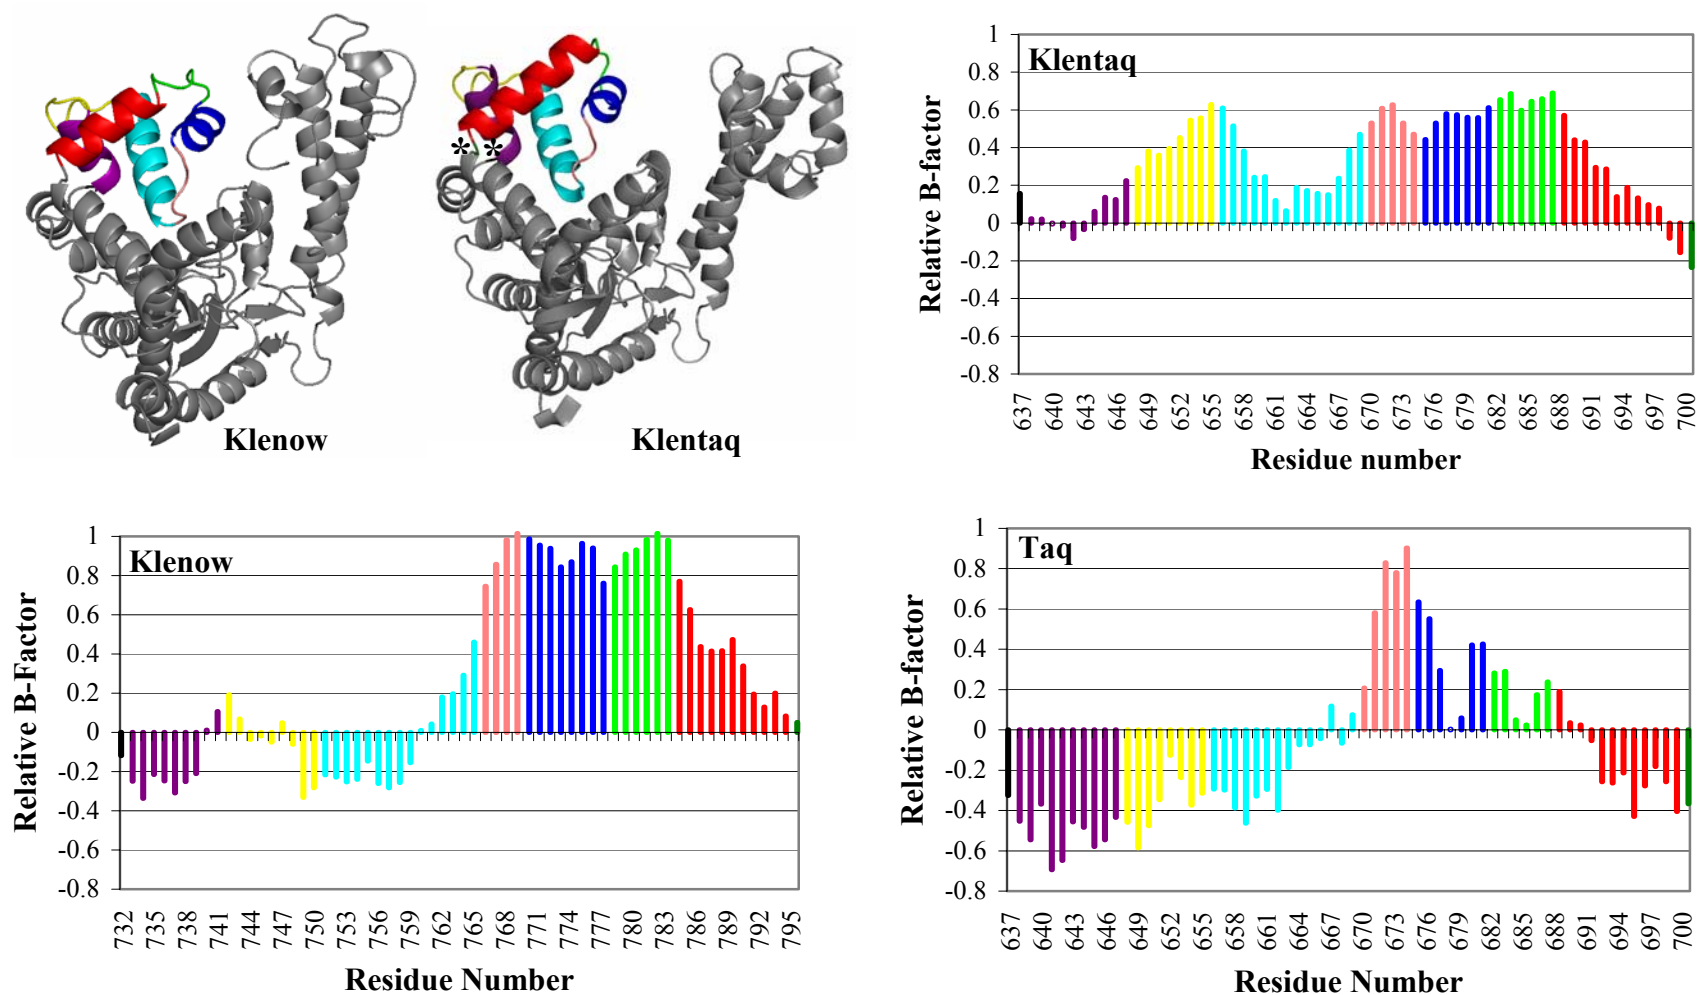 * *
Klenow
Klentaq
Klentaq
Relative B-factor
1
0.8
0.6
0.4
0.2
0
-0.2
-0.4
-0.6
-0.8
637 640 643 646 649 652 655 658 661 664 667 670 673 676 679 682 685 688 691 694 697 700
Residue number
Klenow
Relative B-Factor
1
0.8
0.6
0.4
0.2
0
-0.2
-0.4
-0.6
-0.8
732 735 738 741 744 747 750 753 756 759 762 765 768 771 774 777 780 783 786 789 792 795
Residue Number
Taq
Relative B-factor
1
0.8
0.6
0.4
0.2
0
-0.2
-0.4
-0.6
-0.8
637 640 643 646 649 652 655 658 661 664 667 670 673 676 679 682 685 688 691 694 697 700
Residue Number